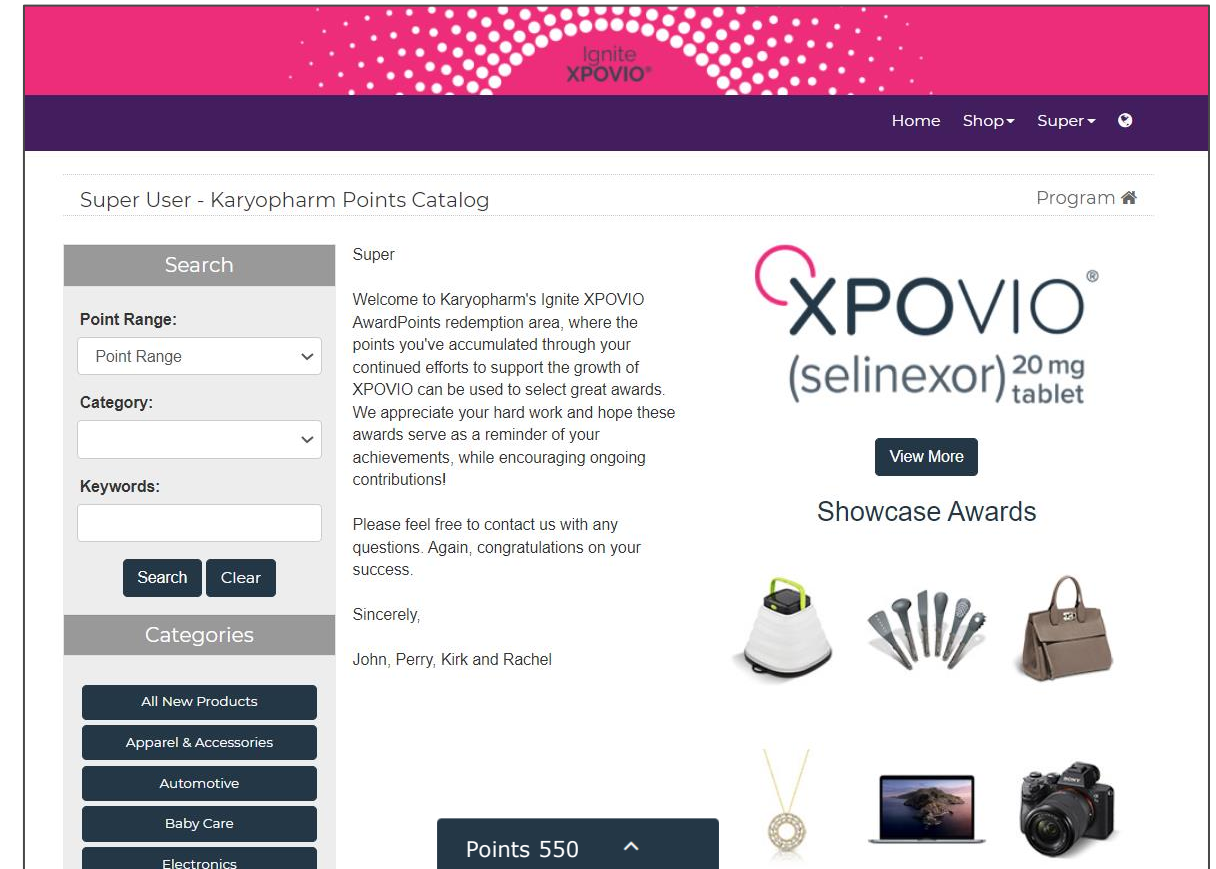 Ignite
XPOVIO®
Home Shop Super
Super User - Karyopharm Points Catalog
Program
Search
Point Range:
Point Range
Category:
Keywords:
Search Clear
Categories
All New Products
Apparel & Accessories
Automotive
Baby Care
Electronics
Super
Welcome to Karyopharm's Ignite XPOVIO
AwardPoints redemption area, where the
points you've accumulated through your
continued efforts to support the growth of
XPOVIO can be used to select great awards.
We appreciate your hard work and hope these
awards serve as a reminder of your
achievements, while encouraging ongoing
contributions!
Please feel free to contact us with any
questions. Again, congratulations on your
success.
Sincerely,
John, Perry, Kirk and Rachel
XPOVIO®
(selinexor) 20 mg
tablet
View More
Showcase Awards
SONY
Points 550